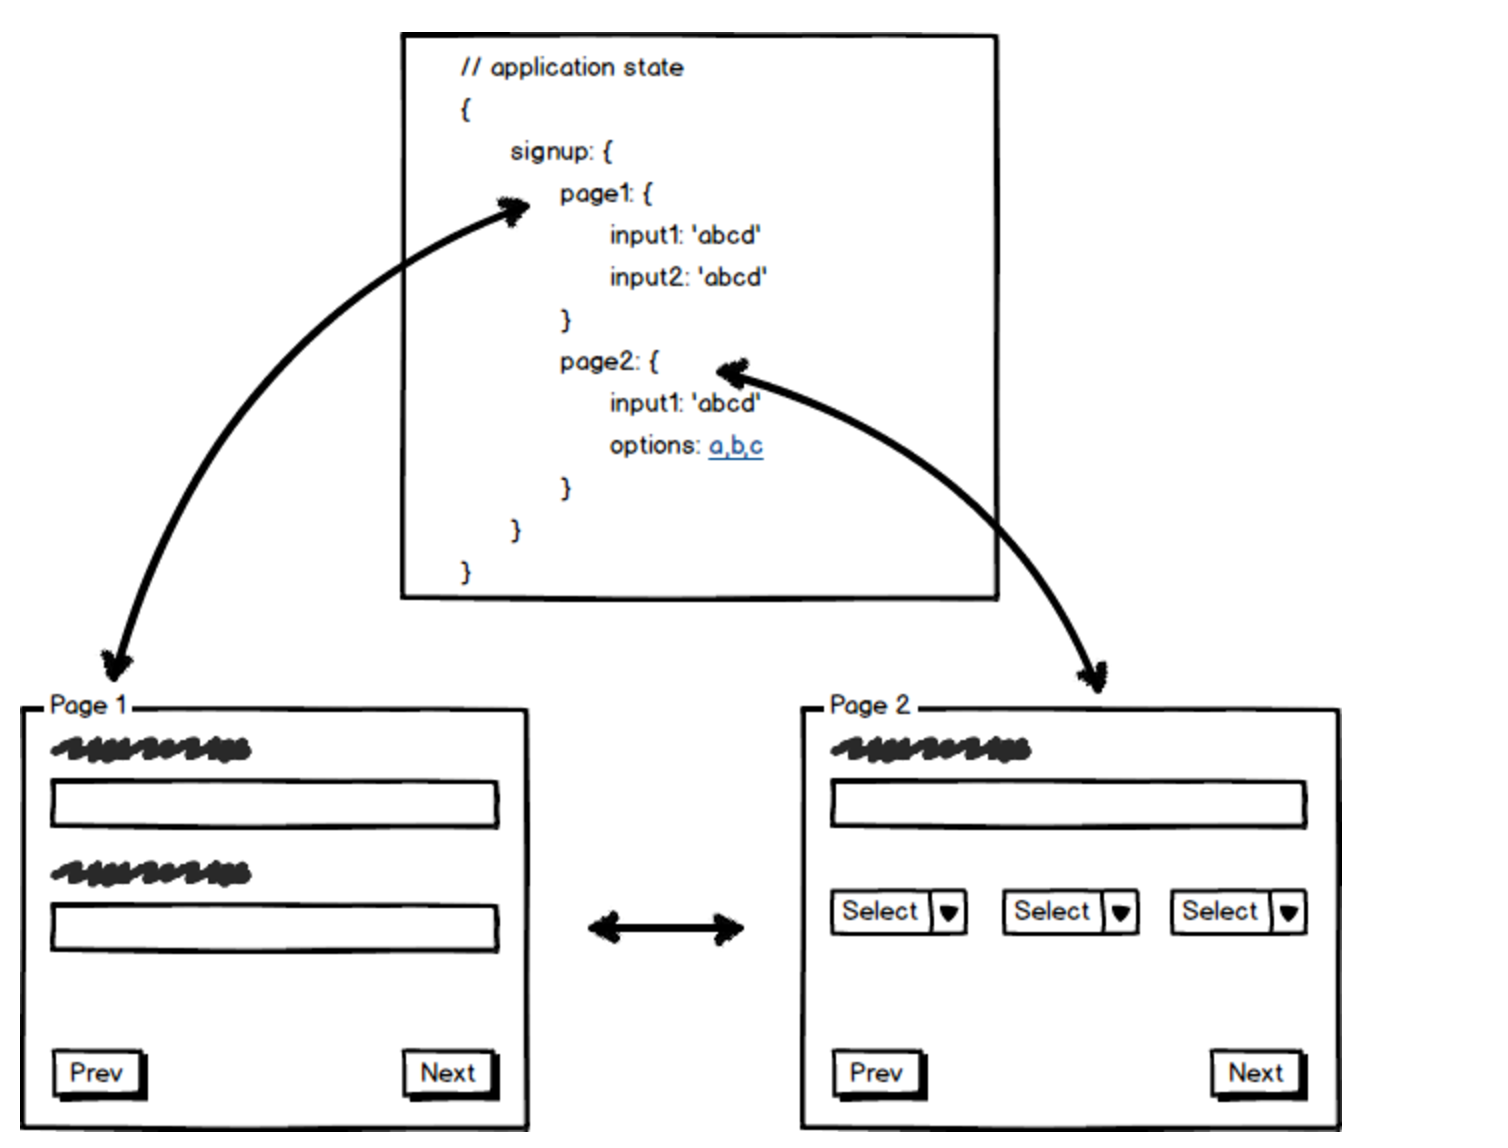 // application state
{
signup: {
page1: {
input1: 'abcd'
input2: 'abcd'
}
page2: {
input1: 'abcd'
options: a,b,c
}
}
}
Page 1
Prev
Next
Page 2
Select
Select
Select
Prev
Next